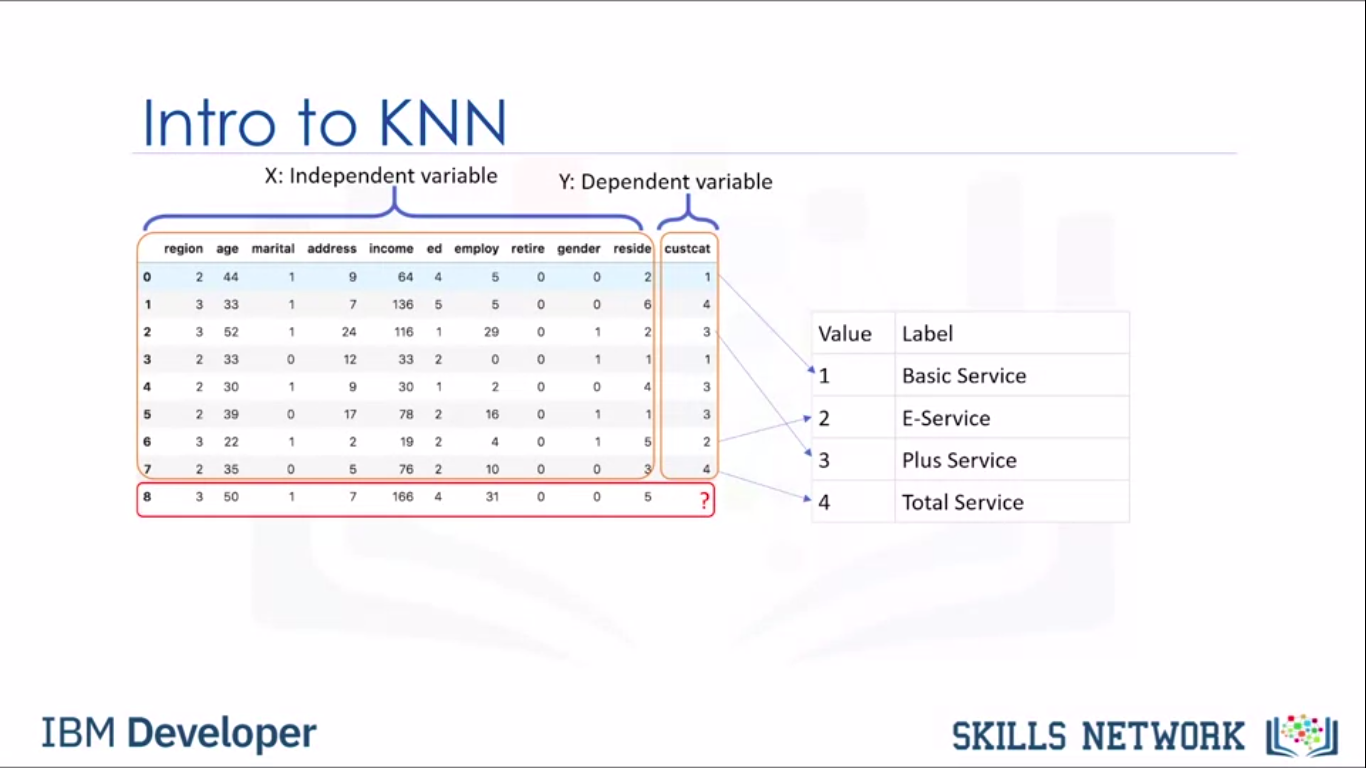 Intro to KNN
X: Independent variable
Y: Dependent variable
region age marital address income ed employ retire gender reside custcat
0 2 44 1 9 64 4 5 0 0 2 1
1 3 33 1 7 136 5 5 0 0 6 4
2 3 52 1 24 116 1 29 0 1 2 3
3 2 33 0 12 33 2 0 0 1 1 1
4 2 30 1 9 30 1 2 0 0 4 3
5 2 39 0 17 78 2 16 0 1 1 3
6 3 22 1 2 19 2 4 0 1 5 2
7 2 35 0 5 76 2 10 0 0 3 4
8 3 50 1 7 166 4 31 0 0 5 ?
Value Label
1 Basic Service
2 E-Service
3 Plus Service
4 Total Service
IBM Developer
SKILLS NETWORK